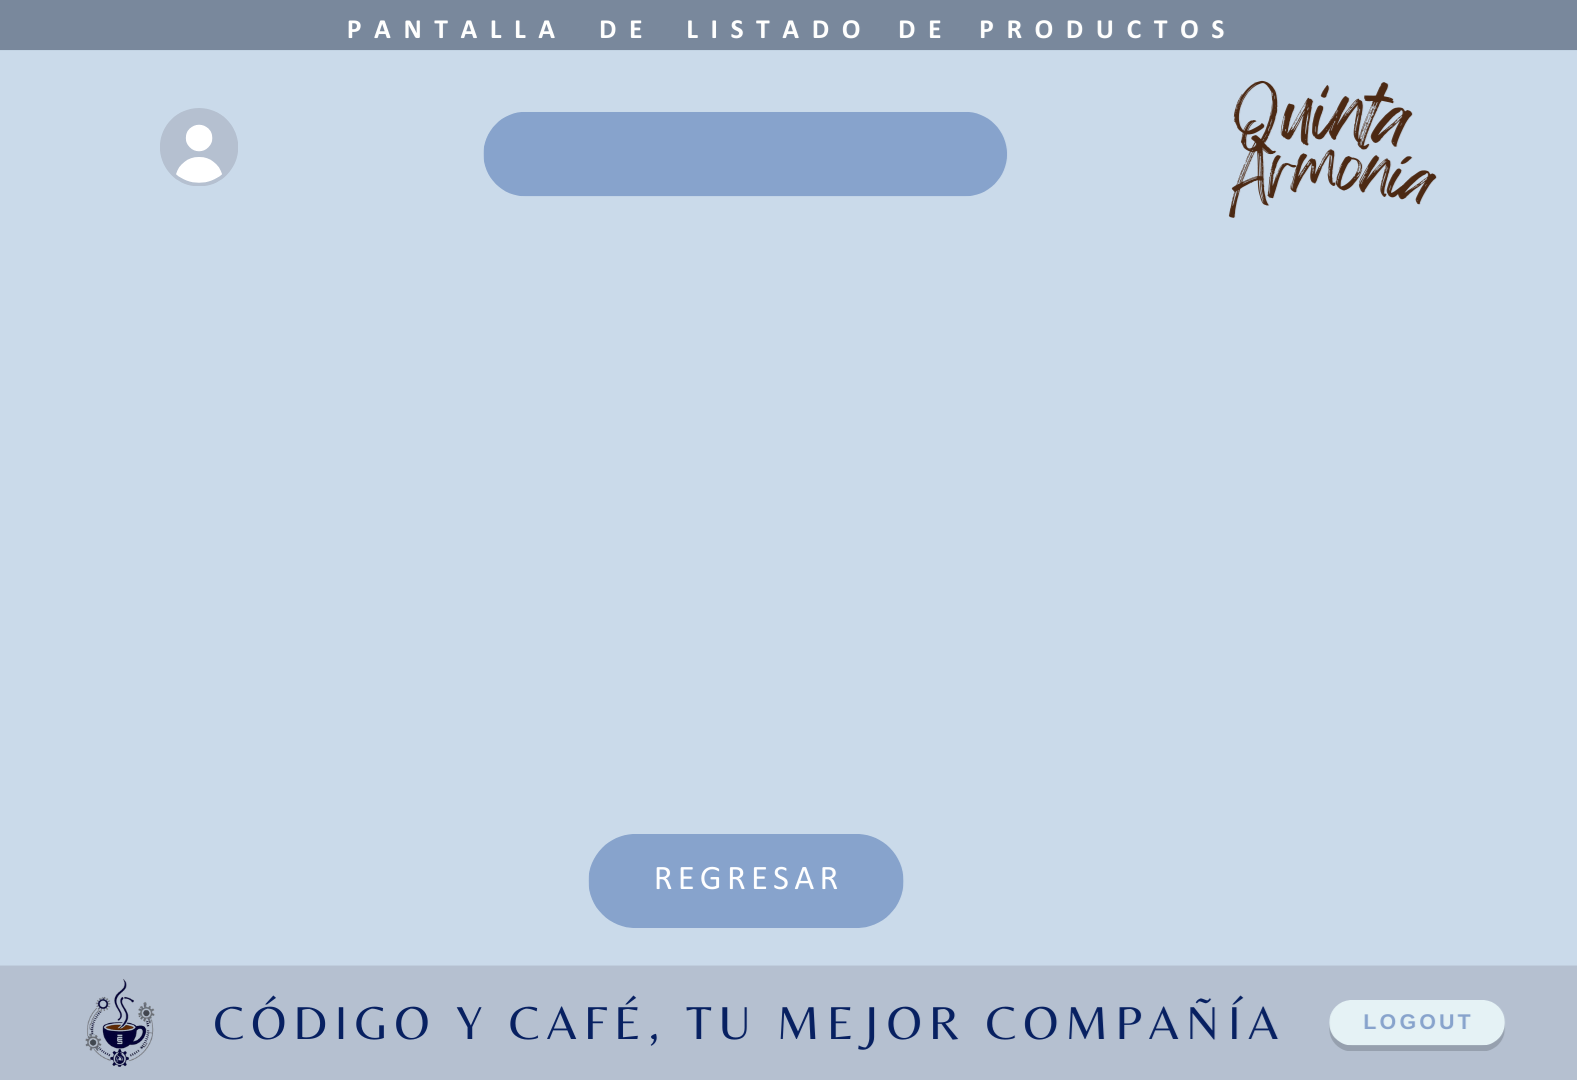 PANTALLA DE LISTADO DE PRODUCTOS
Quinta
Armonía
REGRESAR
CÓDIGO Y CAFÉ, TU MEJOR COMPAÑÍA
LOGOUT